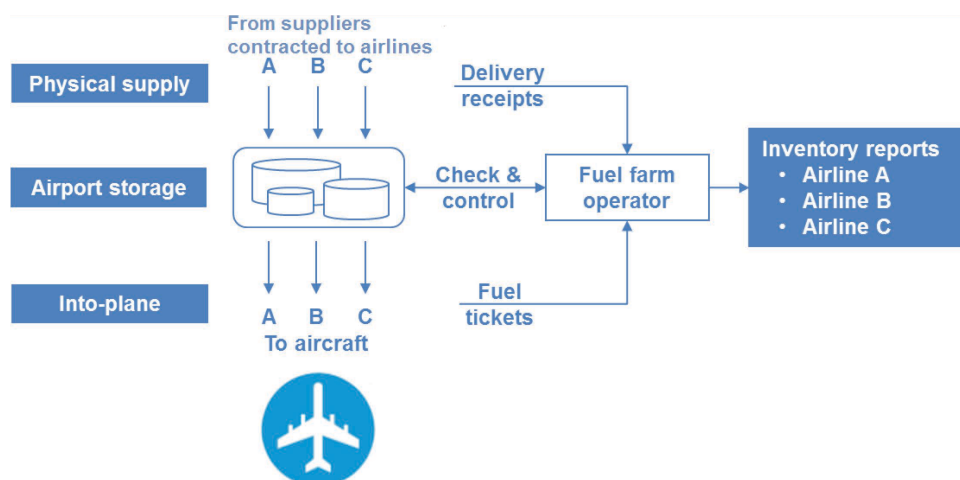 From suppliers
contracted to airlines
A B C
Physical supply
Delivery
receipts
Airport storage
Check &
control
Fuel farm
operator
Inventory reports
• Airline A
• Airline B
• Airline C
Into-plane
Fuel
tickets
A B C
To aircraft